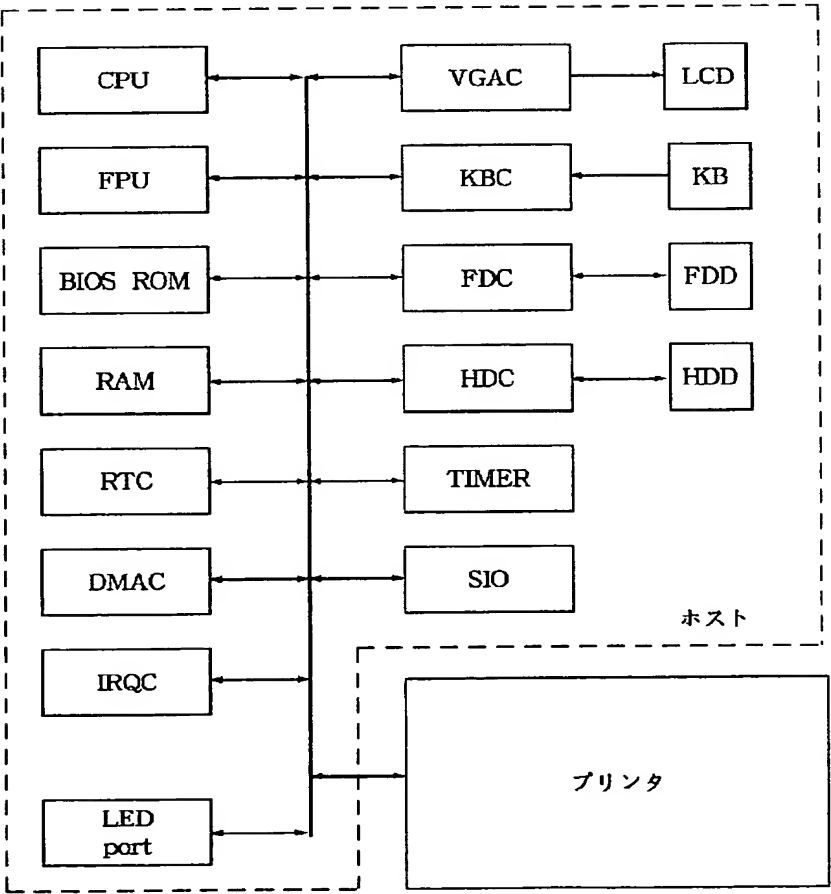 CPU
VGAC
LCD
FPU
KBC
KB
BIOS ROM
FDC
FDD
RAM
HDC
HDD
RTC
TIMER
DMAC
SIO
ホスト
IRQC
プリンタ
LED
port